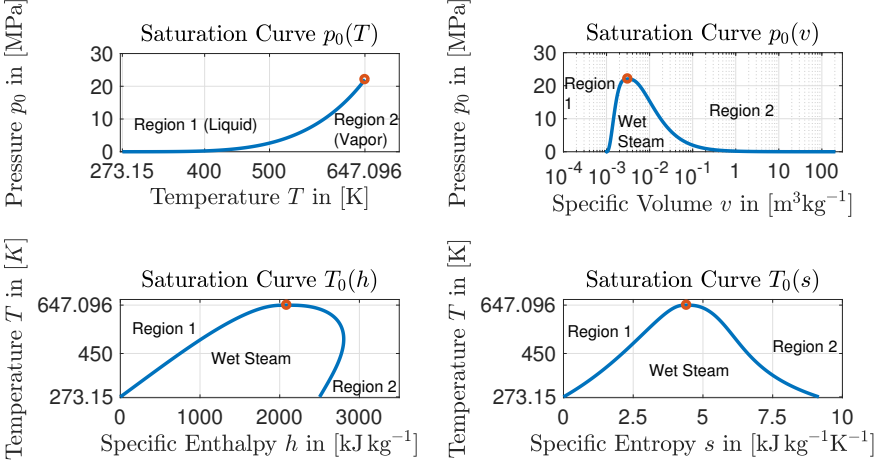 Saturation Curve p₀(T)
Pressure p₀ in [MPa]
30
20
10
0
Region 1 (Liquid)
Region 2
(Vapor)
273.15 400 500 647.096
Temperature T in [K]
Saturation Curve p₀(v)
Pressure p₀ in [MPa]
30
20
10
0
Region
1
Wet
Steam
Region 2
10⁻⁴ 10⁻³ 10⁻² 10⁻¹ 1 10 100
Specific Volume v in [m³kg⁻¹]
Saturation Curve T₀(h)
Temperature T in [K]
647.096
450
273.15
Region 1
Wet Steam
Region 2
0 1000 2000 3000
Specific Enthalpy h in [kJ kg⁻¹]
Saturation Curve T₀(s)
Temperature T in [K]
647.096
450
273.15
Region 1
Wet Steam
Region 2
0 2.5 5 7.5 10
Specific Entropy s in [kJ kg⁻¹K⁻¹]